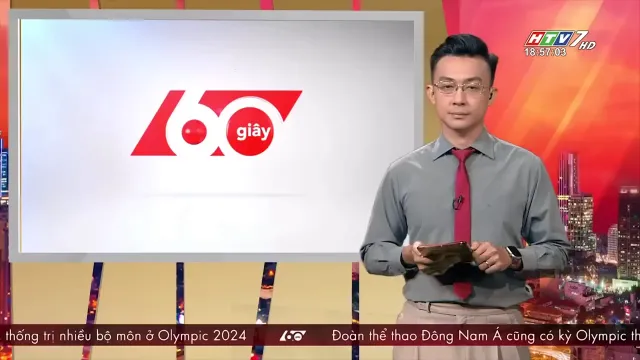 HTV7 HD
18:57:03
60 giây
thống trị nhiều bộ môn ở Olympic 2024 60 Đoàn thể thao Đông Nam Á cũng có kỳ Olympic th